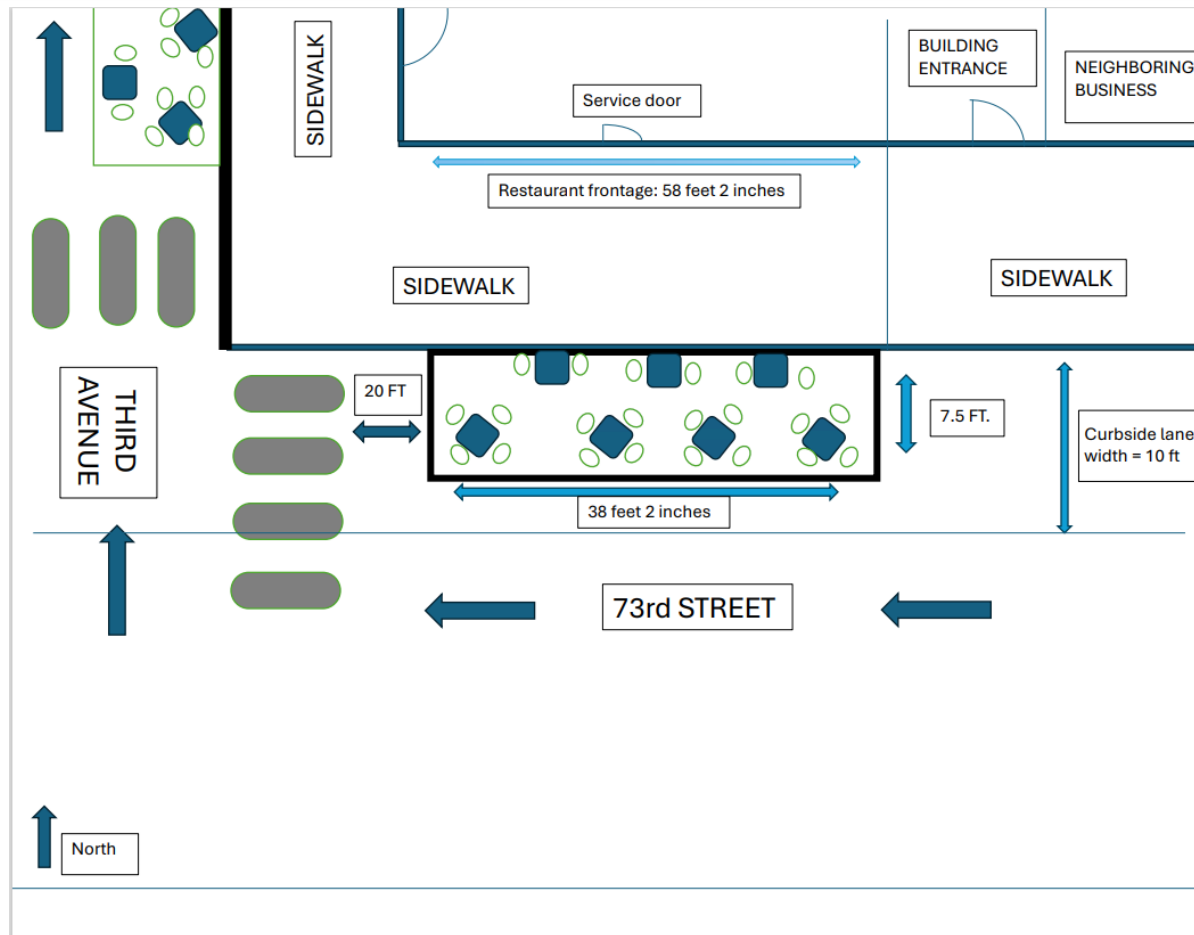 SIDEWALK
Service door
BUILDING
ENTRANCE
NEIGHBORING
BUSINESS
Restaurant frontage: 58 feet 2 inches
SIDEWALK
SIDEWALK
THIRD
AVENUE
20 FT
7.5 FT.
Curbside lane
width = 10 ft
38 feet 2 inches
73rd STREET
North